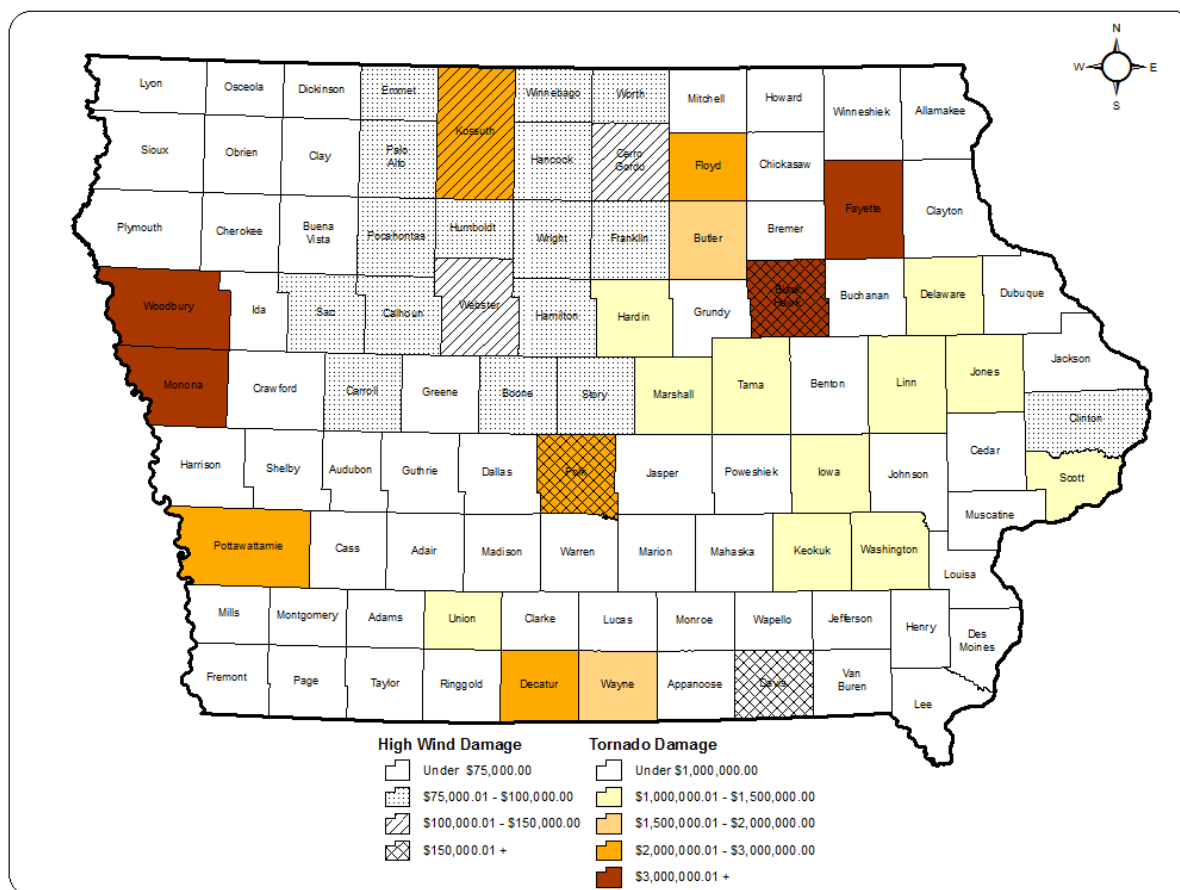 N
W
E
S
Lyon
Osceola
Dickinson
Emmet
Kossuth
Winnebago
Worth
Mitchell
Howard
Winneshiek
Allamakee
Sioux
Obrien
Clay
Palo
Alto
Hancock
Cerro
Gordo
Floyd
Chickasaw
Fayette
Clayton
Plymouth
Cherokee
Buena
Vista
Pocahontas
Humboldt
Wright
Franklin
Butler
Bremer
Woodbury
Ida
Sac
Calhoun
Webster
Hamilton
Hardin
Grundy
Black
Hawk
Buchanan
Delaware
Dubuque
Monona
Crawford
Carroll
Greene
Boone
Story
Marshall
Tama
Benton
Linn
Jones
Jackson
Clinton
Harrison
Shelby
Audubon
Guthrie
Dallas
Polk
Jasper
Poweshiek
Iowa
Johnson
Cedar
Scott
Muscatine
Pottawattamie
Cass
Adair
Madison
Warren
Marion
Mahaska
Keokuk
Washington
Louisa
Mills
Montgomery
Adams
Union
Clarke
Lucas
Monroe
Wapello
Jefferson
Henry
Des
Moines
Fremont
Page
Taylor
Ringgold
Decatur
Wayne
Appanoose
Davis
Van
Buren
Lee
High Wind Damage
Under $75,000.00
$75,000.01 - $100,000.00
$100,000.01 - $150,000.00
$150,000.01 +
Tornado Damage
Under $1,000,000.00
$1,000,000.01 - $1,500,000.00
$1,500,000.01 - $2,000,000.00
$2,000,000.01 - $3,000,000.00
$3,000,000.01 +